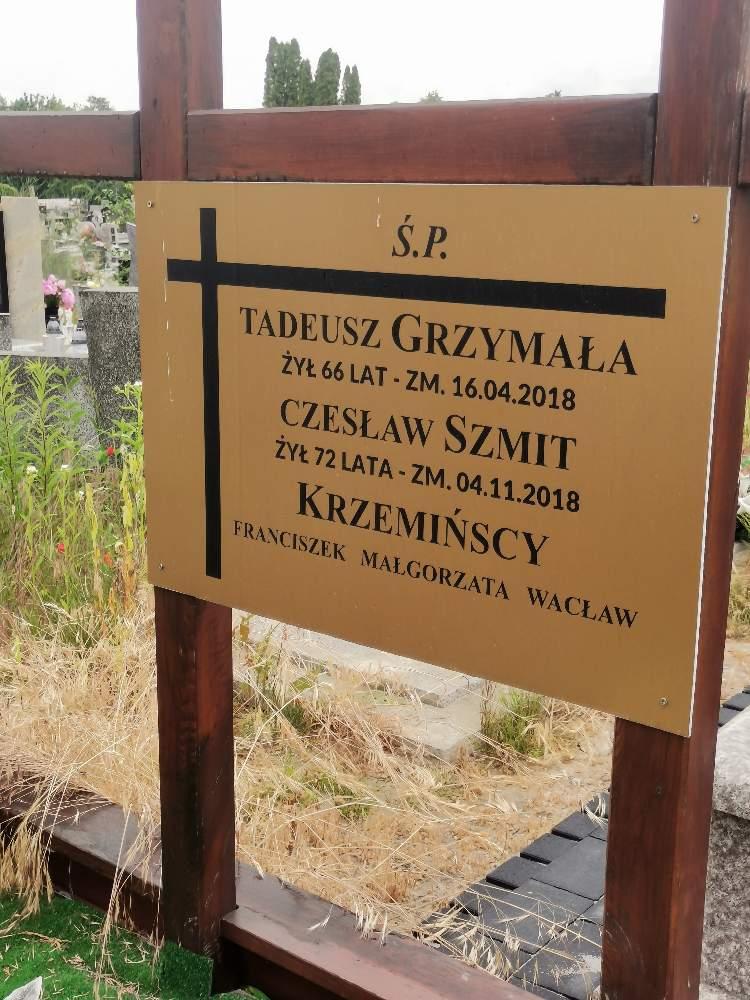 Ś.P.
TADEUSZ GRZYMAŁA
ŻYŁ 66 LAT - ZM. 16.04.2018
CZESŁAW SZMIT
ŻYŁ 72 LATA - ZM. 04.11.2018
KRZEMIŃSCY
FRANCISZEK MAŁGORZATA WACŁAW